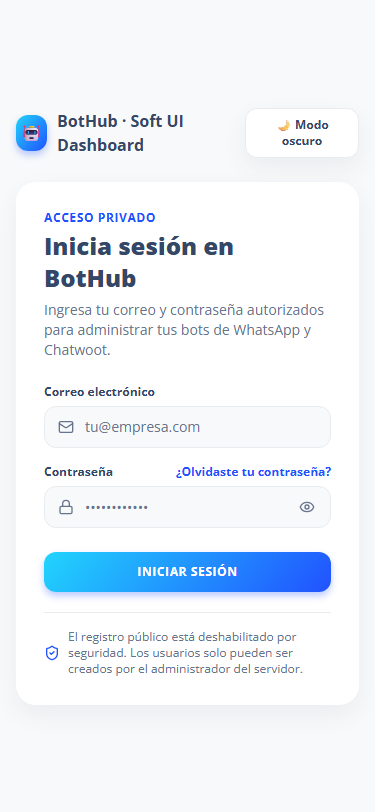 BotHub · Soft UI
Dashboard
🌙 Modo
oscuro
ACCESO PRIVADO
Inicia sesión en
BotHub
Ingresa tu correo y contraseña autorizados
para administrar tus bots de WhatsApp y
Chatwoot.
Correo electrónico
tu@empresa.com
Contraseña
¿Olvidaste tu contraseña?
••••••••••••
INICIAR SESIÓN
El registro público está deshabilitado por
seguridad. Los usuarios solo pueden ser
creados por el administrador del servidor.